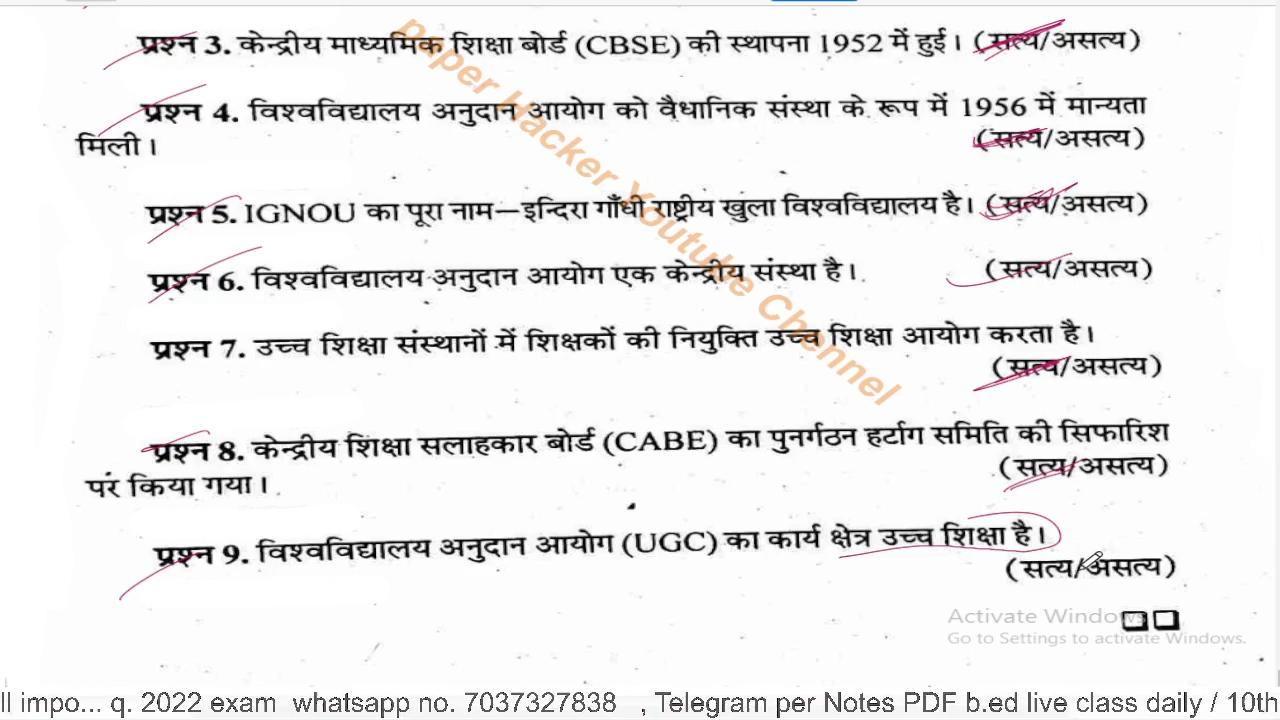 प्रश्न 3. केन्द्रीय माध्यमिक शिक्षा बोर्ड (CBSE) की स्थापना 1952 में हुई। (सत्य/असत्य)
प्रश्न 4. विश्वविद्यालय अनुदान आयोग को वैधानिक संस्था के रूप में 1956 में मान्यता
मिली। (सत्य/असत्य)
प्रश्न 5. IGNOU का पूरा नाम—इन्दिरा गाँधी राष्ट्रीय खुला विश्वविद्यालय है। (सत्य/असत्य)
प्रश्न 6. विश्वविद्यालय अनुदान आयोग एक केन्द्रीय संस्था है। (सत्य/असत्य)
प्रश्न 7. उच्च शिक्षा संस्थानों में शिक्षकों की नियुक्ति उच्च शिक्षा आयोग करता है।
(सत्य/असत्य)
प्रश्न 8. केन्द्रीय शिक्षा सलाहकार बोर्ड (CABE) का पुनर्गठन हर्टाग समिति की सिफारिश
पर किया गया। (सत्य/असत्य)
प्रश्न 9. विश्वविद्यालय अनुदान आयोग (UGC) का कार्य क्षेत्र उच्च शिक्षा है।
(सत्य/असत्य)
paper Hacker Youtube Chennel
Activate Windows
Go to Settings to activate Windows.
ll impo... q. 2022 exam whatsapp no. 7037327838 , Telegram per Notes PDF b.ed live class daily / 10th